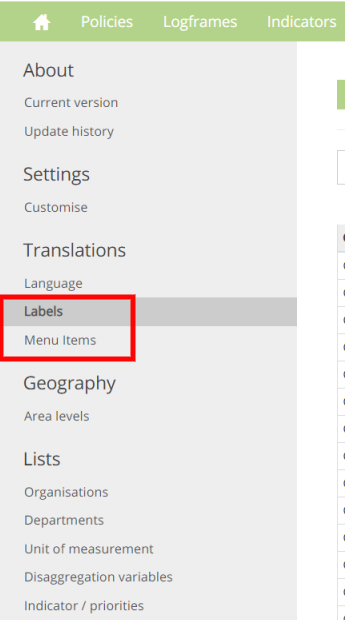 Policies Logframes Indicators
About
Current version
Update history
Settings
Customise
Translations
Language
Labels
Menu Items
Geography
Area levels
Lists
Organisations
Departments
Unit of measurement
Disaggregation variables
Indicator / priorities